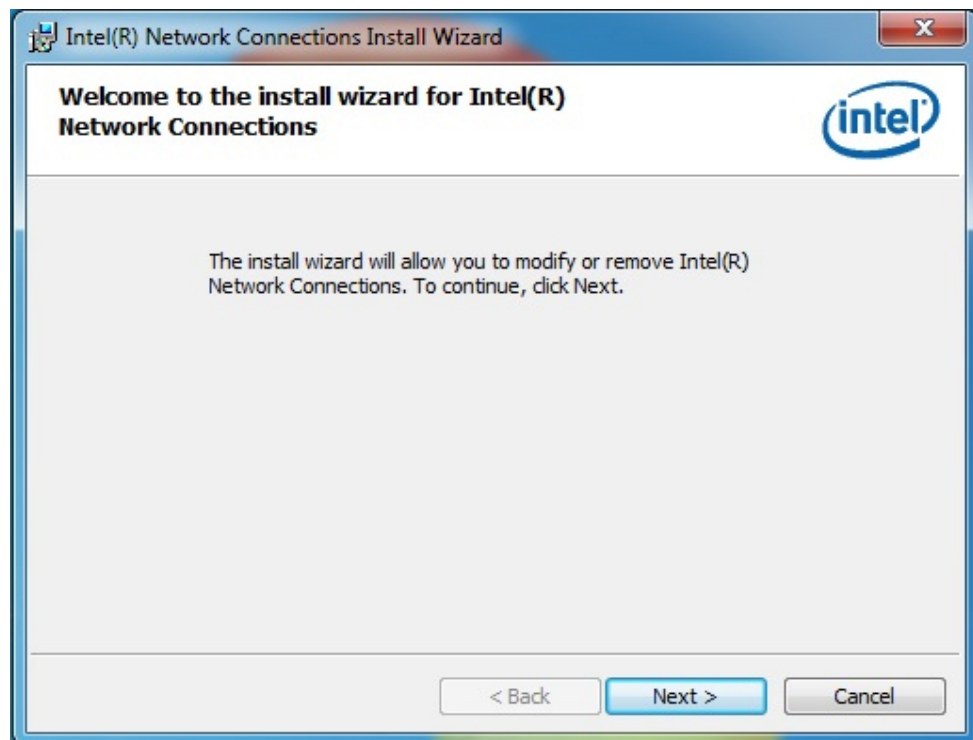 Intel(R) Network Connections Install Wizard
Welcome to the install wizard for Intel(R)
Network Connections
intel
The install wizard will allow you to modify or remove Intel(R)
Network Connections. To continue, click Next.
< Back
Next >
Cancel